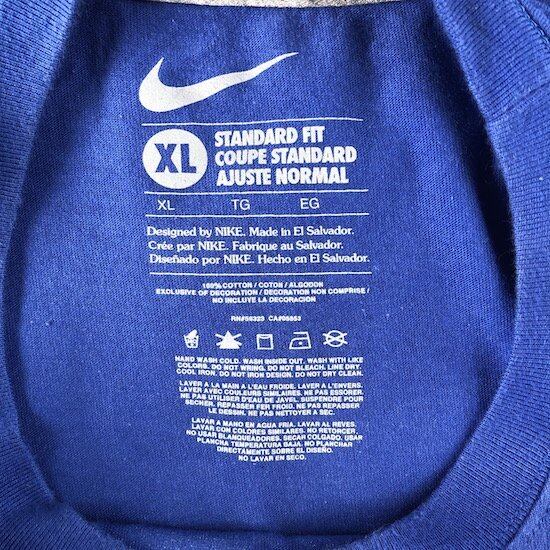 XL
STANDARD FIT
COUPE STANDARD
AJUSTE NORMAL
XL TG EG
Designed by NIKE. Made in El Salvador.
Crée par NIKE. Fabrique au Salvador.
Diseñado por NIKE. Hecho en El Salvador.
100% COTTON / COTON / ALGODON
EXCLUSIVE OF DECORATION / DECORATION NON COMPRISE /
NO INCLUYE LA DECORACION
RN#56323 CA#05553
HAND WASH COLD. WASH INSIDE OUT. WASH WITH LIKE
COLORS. DO NOT WRING. DO NOT BLEACH. LINE DRY.
COOL IRON. DO NOT IRON DESIGN. DO NOT DRY CLEAN.
LAVER A LA MAIN A L'EAU FROIDE. LAVER A L'ENVERS.
LAVER AVEC COULEURS SIMILAIRES. NE PAS ESSORER.
NE PAS UTILISER D'EAU DE JAVEL. SUSPENDRE POUR
SECHER. REPASSER FER FROID. NE PAS REPASSER
LE DESSIN. NE PAS NETTOYER A SEC.
LAVAR A MANO EN AGUA FRIA. LAVAR AL REVES.
LAVAR CON COLORES SIMILARES. NO RETORCER.
NO USAR BLANQUEADORES. SECAR COLGADO. USAR
PLANCHA TEMPERATURA BAJA. NO PLANCHAR
DIRECTAMENTE SOBRE EL DISEÑO.
NO LAVAR EN SECO.